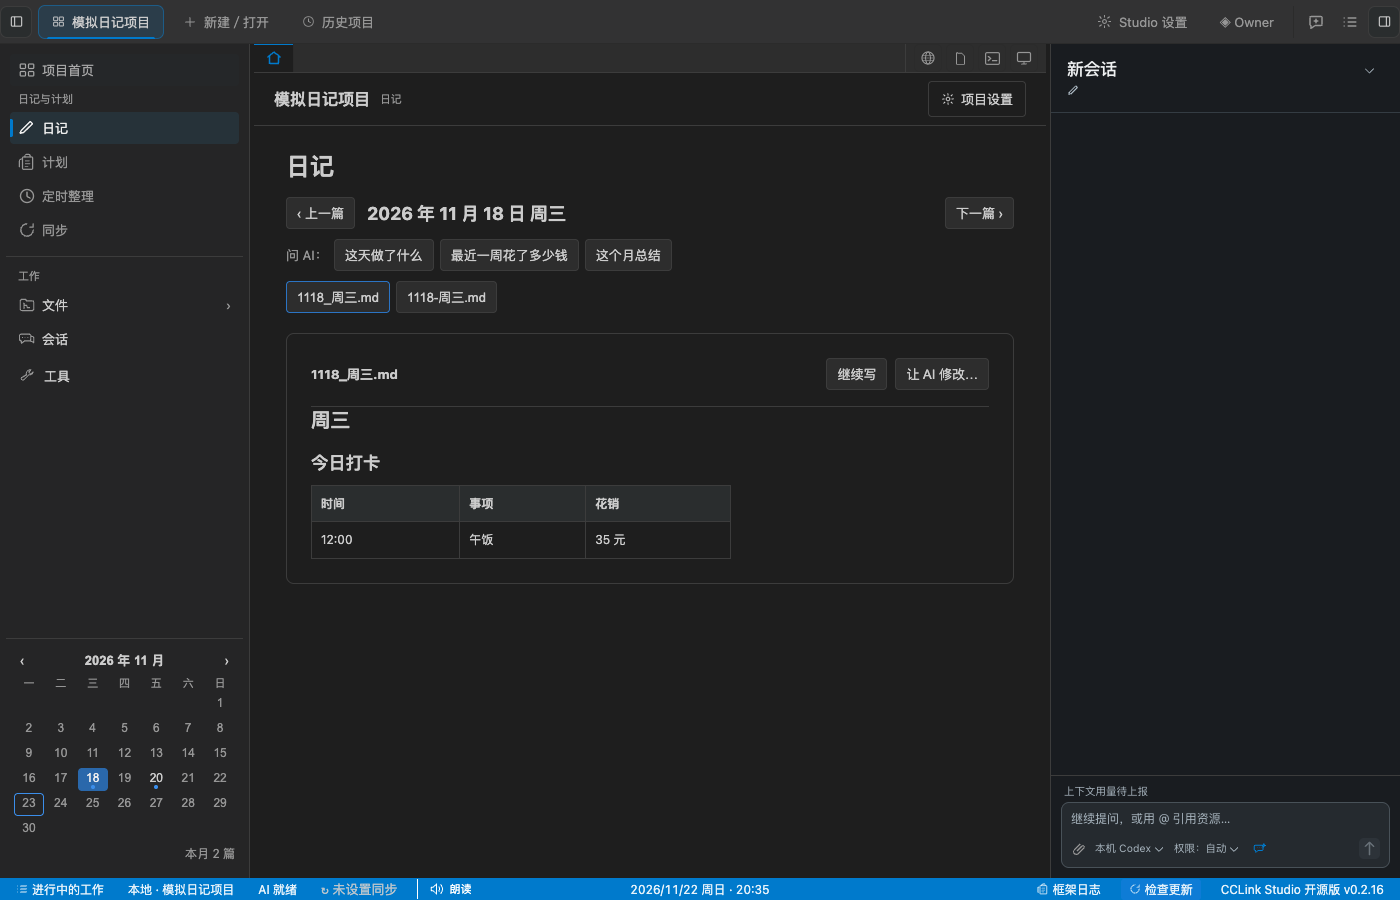 模拟日记项目
新建 / 打开
历史项目
Studio 设置
Owner
项目首页
日记与计划
日记
计划
定时整理
同步
工作
文件
会话
工具
2026 年 11 月
一 二 三 四 五 六 日
1
2 3 4 5 6 7 8
9 10 11 12 13 14 15
16 17 18 19 20 21 22
23 24 25 26 27 28 29
30
本月 2 篇
模拟日记项目 日记
项目设置
日记
‹ 上一篇 2026 年 11 月 18 日 周三 下一篇 ›
问 AI: 这天做了什么 最近一周花了多少钱 这个月总结
1118_周三.md 1118-周三.md
1118_周三.md 继续写 让 AI 修改...
周三
今日打卡
时间 事项 花销
12:00 午饭 35 元
新会话
上下文用量待上报
继续提问，或用 @ 引用资源...
本机 Codex 权限：自动
进行中的工作 本地 · 模拟日记项目 AI 就绪 未设置同步 朗读 2026/11/22 周日 · 20:35 框架日志 检查更新 CCLink Studio 开源版 v0.2.16